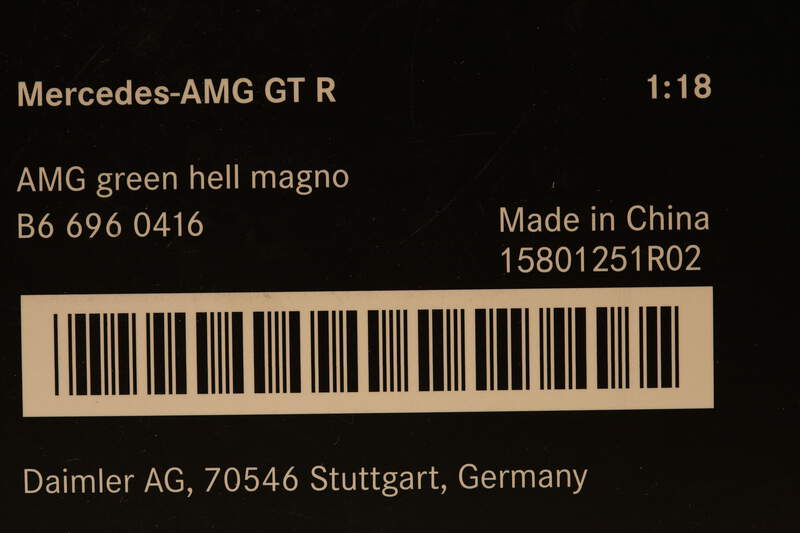 Mercedes-AMG GT R
1:18
AMG green hell magno
B6 696 0416
Made in China
15801251R02
Daimler AG, 70546 Stuttgart, Germany